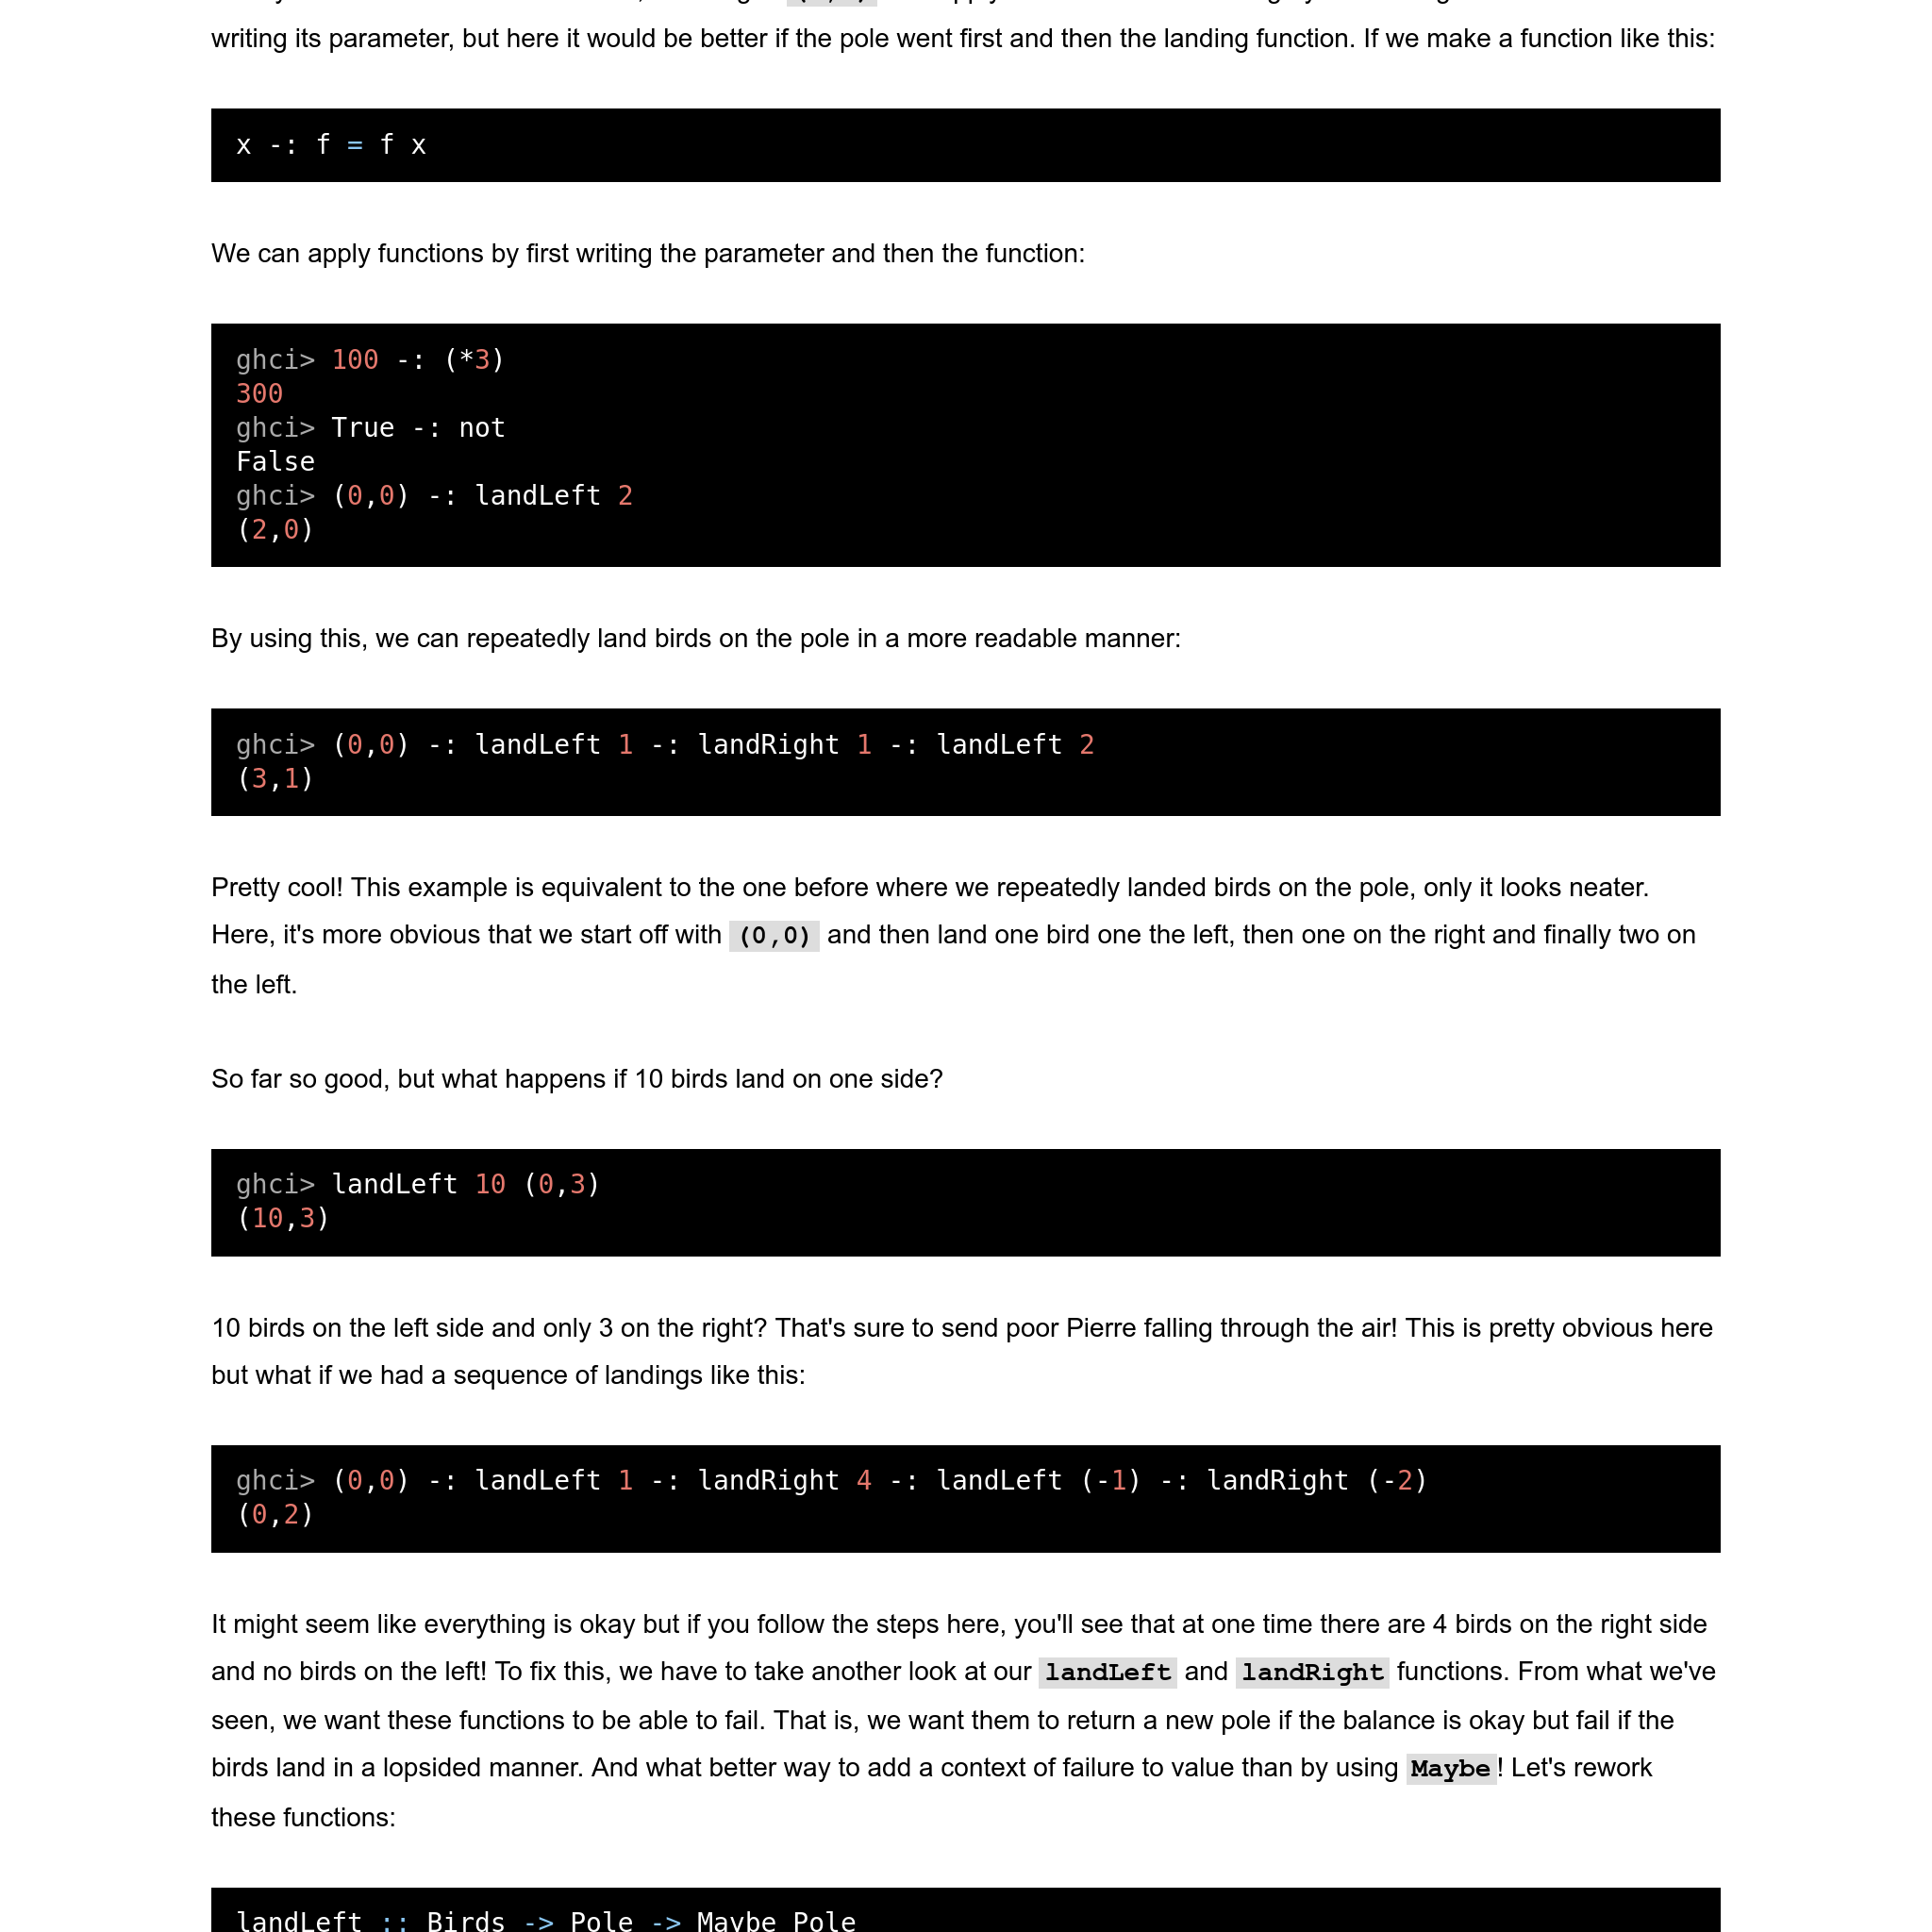 writing its parameter, but here it would be better if the pole went first and then the landing function. If we make a function like this:
x -: f = f x
We can apply functions by first writing the parameter and then the function:
ghci> 100 -: (*3)
300
ghci> True -: not
False
ghci> (0,0) -: landLeft 2
(2,0)
By using this, we can repeatedly land birds on the pole in a more readable manner:
ghci> (0,0) -: landLeft 1 -: landRight 1 -: landLeft 2
(3,1)
Pretty cool! This example is equivalent to the one before where we repeatedly landed birds on the pole, only it looks neater.
Here, it's more obvious that we start off with (0,0) and then land one bird one the left, then one on the right and finally two on
the left.
So far so good, but what happens if 10 birds land on one side?
ghci> landLeft 10 (0,3)
(10,3)
10 birds on the left side and only 3 on the right? That's sure to send poor Pierre falling through the air! This is pretty obvious here
but what if we had a sequence of landings like this:
ghci> (0,0) -: landLeft 1 -: landRight 4 -: landLeft (-1) -: landRight (-2)
(0,2)
It might seem like everything is okay but if you follow the steps here, you'll see that at one time there are 4 birds on the right side
and no birds on the left! To fix this, we have to take another look at our landLeft and landRight functions. From what we've
seen, we want these functions to be able to fail. That is, we want them to return a new pole if the balance is okay but fail if the
birds land in a lopsided manner. And what better way to add a context of failure to value than by using Maybe! Let's rework
these functions:
landLeft :: Birds -> Pole -> Maybe Pole